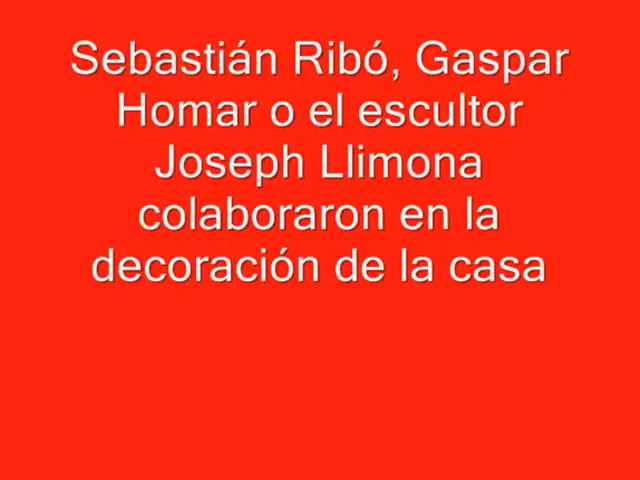 Sebastián Ribó, Gaspar
Homar o el escultor
Joseph Llimona
colaboraron en la
decoración de la casa